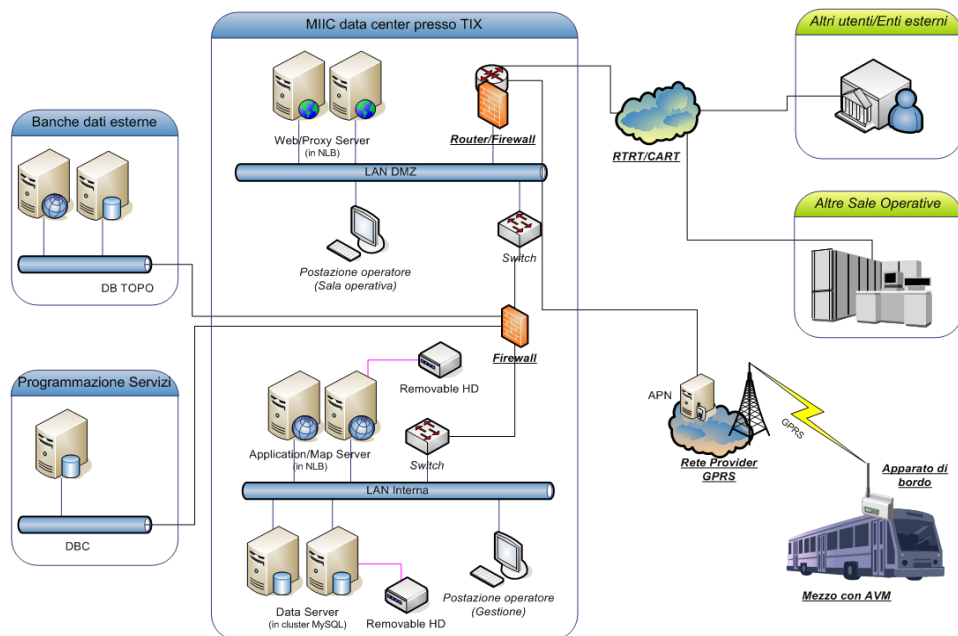 MIIC data center presso TIX
Web/Proxy Server
(in NLB)
Router/Firewall
LAN DMZ
Postazione operatore
(Sala operativa)
Switch
Firewall
Removable HD
Application/Map Server
(in NLB)
Switch
LAN Interna
Data Server
(in cluster MySQL)
Removable HD
Postazione operatore
(Gestione)
Banche dati esterne
DB TOPO
Programmazione Servizi
DBC
RTRT/CART
Altri utenti/Enti esterni
Altre Sale Operative
APN
Rete Provider
GPRS
GPRS
Apparato di
bordo
Mezzo con AVM